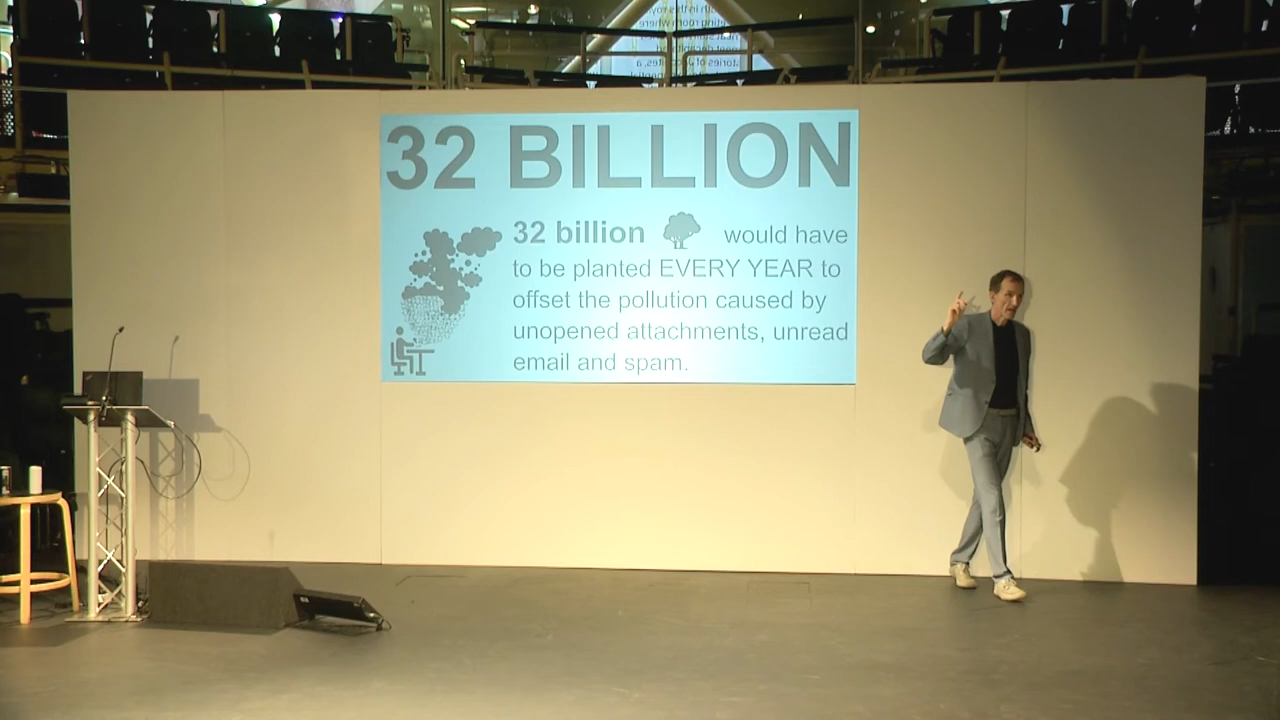 32 BILLION
32 billion would have
to be planted EVERY YEAR to
offset the pollution caused by
unopened attachments, unread
email and spam.